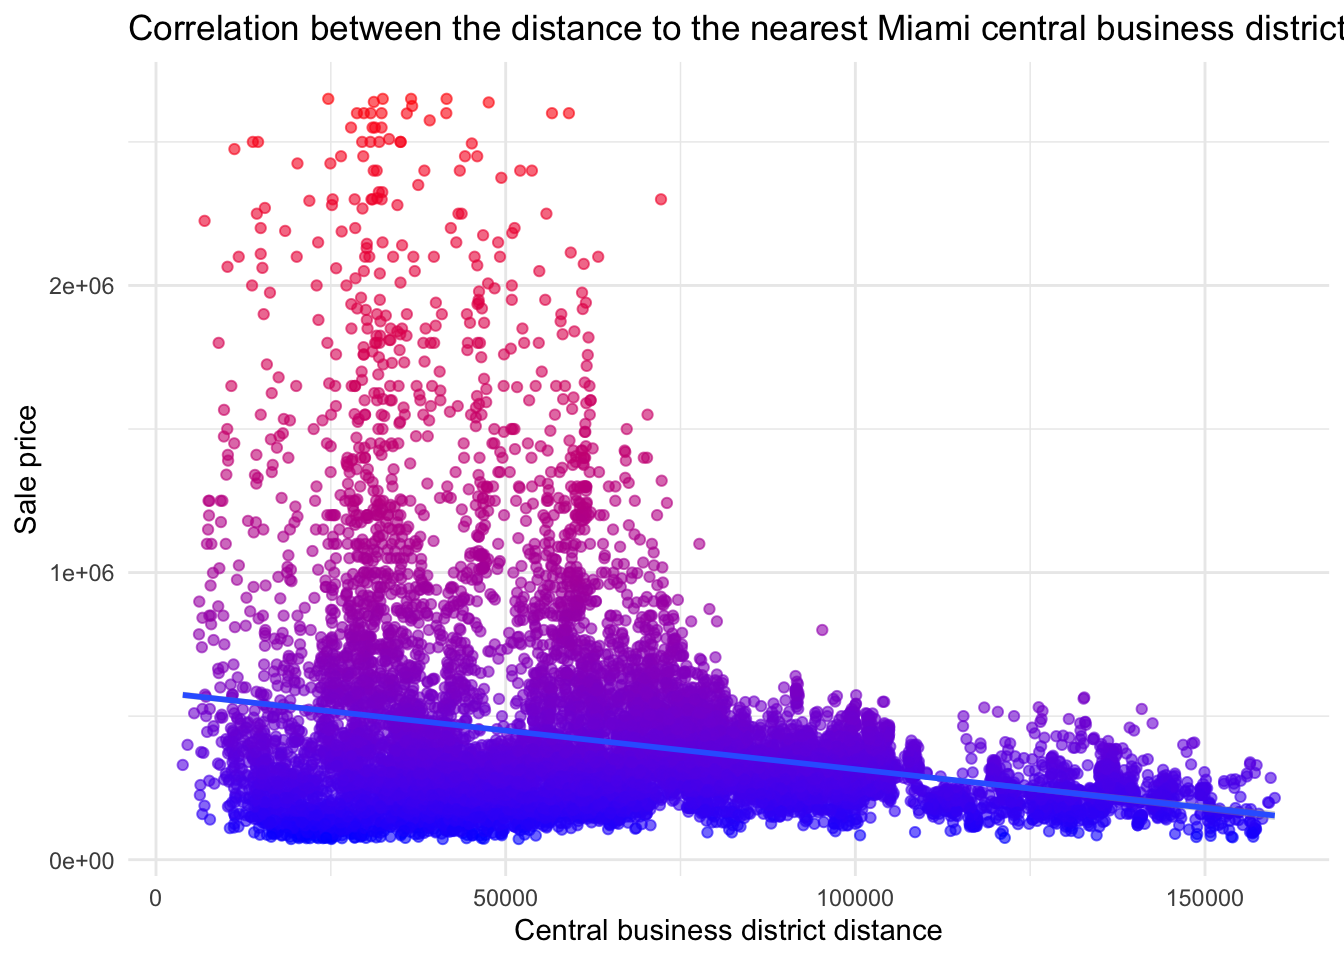 Correlation between the distance to the nearest Miami central business district
Sale price
2e+06
1e+06
0e+00
0
50000
100000
150000
Central business district distance